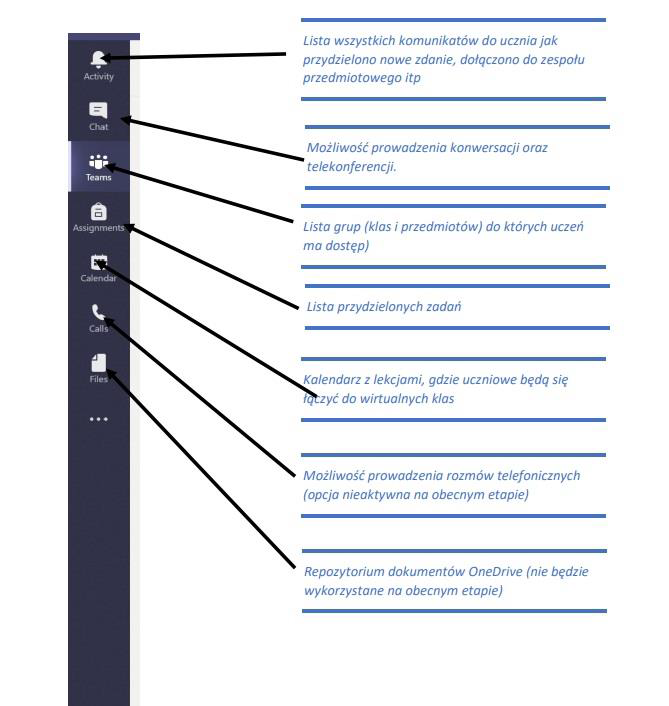 Activity
Lista wszystkich komunikatów do ucznia jak
przydzielono nowe zdanie, dołączono do zespołu
przedmiotowego itp
Chat
Możliwość prowadzenia konwersacji oraz
telekonferencji.
Teams
Lista grup (klas i przedmiotów) do których uczeń
ma dostęp)
Assignments
Lista przydzielonych zadań
Calendar
Kalendarz z lekcjami, gdzie uczniowe będą się
łączyć do wirtualnych klas
Calls
Możliwość prowadzenia rozmów telefonicznych
(opcja nieaktywna na obecnym etapie)
Files
Repozytorium dokumentów OneDrive (nie będzie
wykorzystane na obecnym etapie)